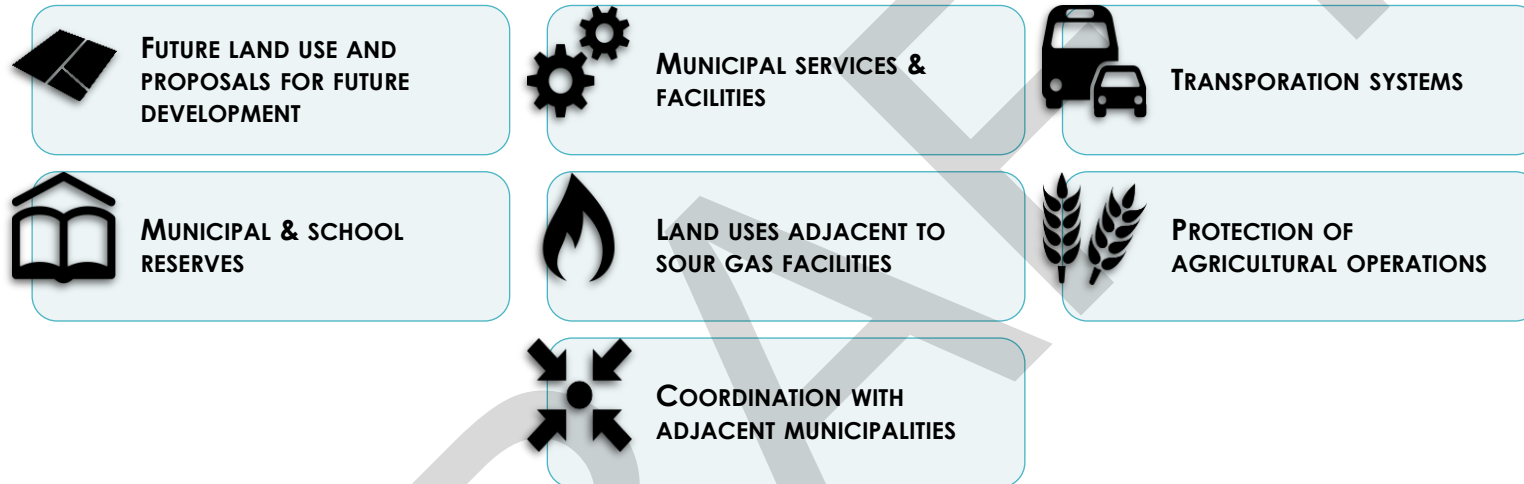 FUTURE LAND USE AND
PROPOSALS FOR FUTURE
DEVELOPMENT
MUNICIPAL SERVICES &
FACILITIES
TRANSPORATION SYSTEMS
MUNICIPAL & SCHOOL
RESERVES
LAND USES ADJACENT TO
SOUR GAS FACILITIES
PROTECTION OF
AGRICULTURAL OPERATIONS
COORDINATION WITH
ADJACENT MUNICIPALITIES